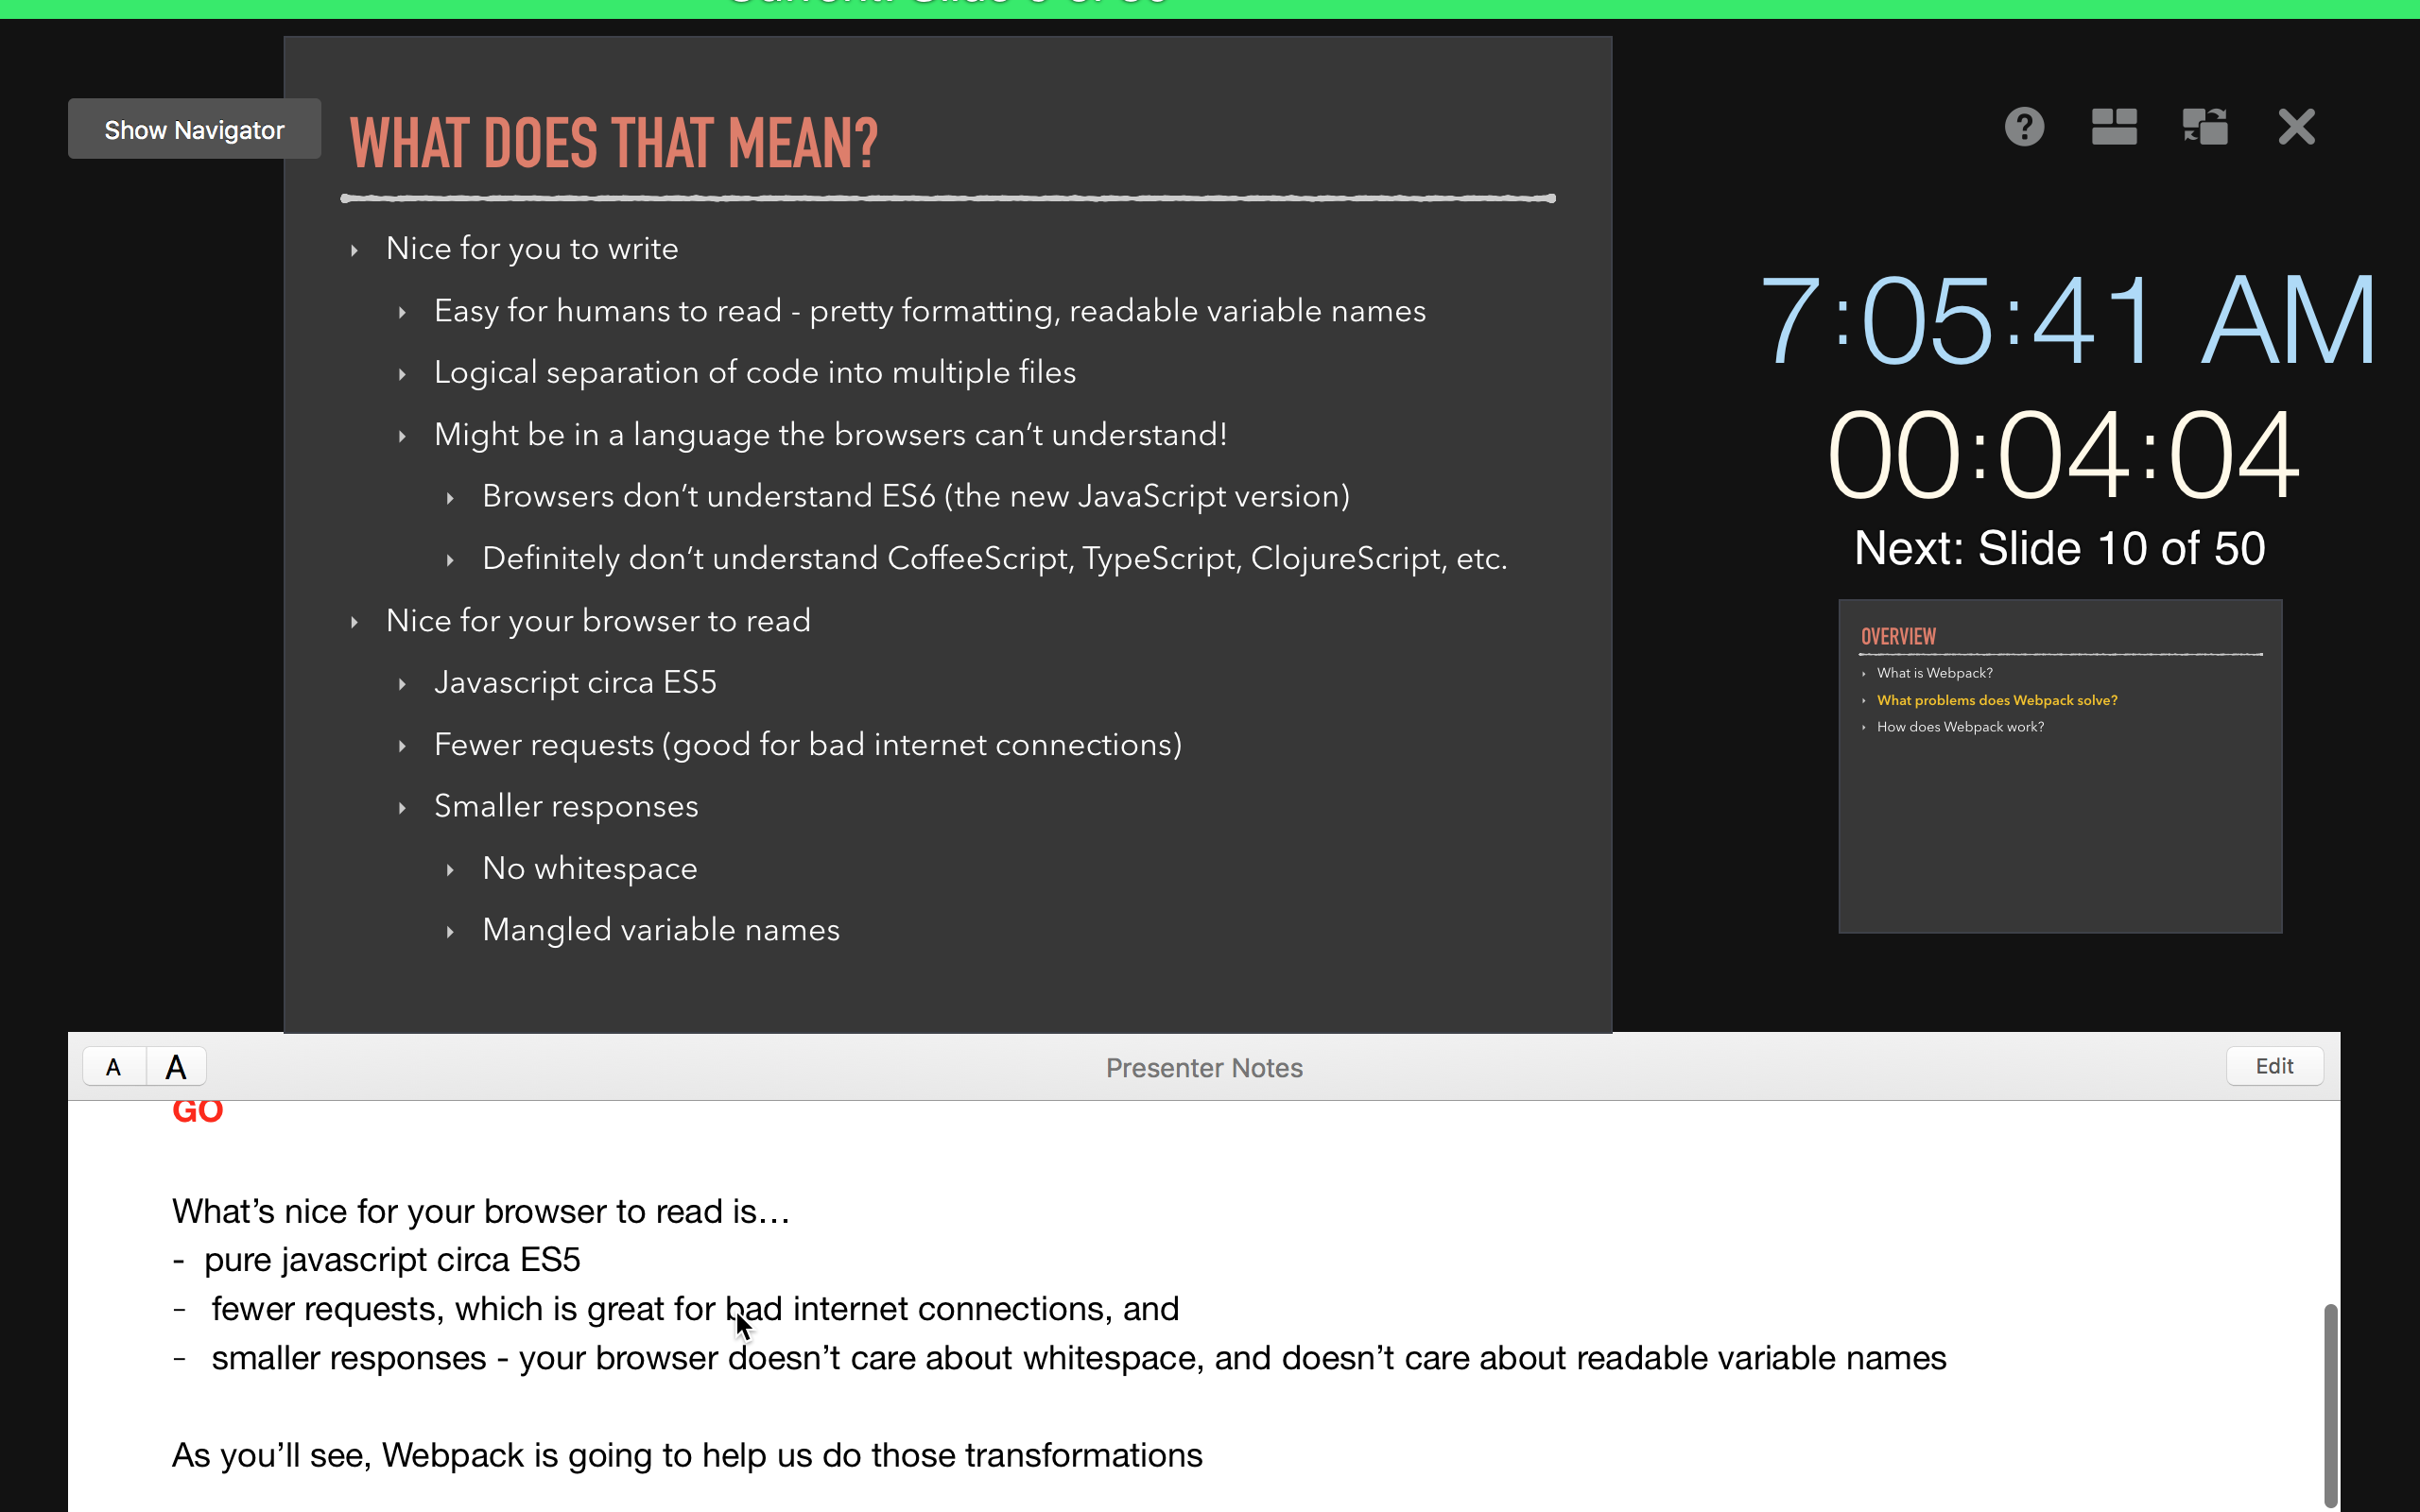 Show Navigator
WHAT DOES THAT MEAN?
Nice for you to write
Easy for humans to read - pretty formatting, readable variable names
Logical separation of code into multiple files
Might be in a language the browsers can’t understand!
Browsers don’t understand ES6 (the new JavaScript version)
Definitely don’t understand CoffeeScript, TypeScript, ClojureScript, etc.
Nice for your browser to read
Javascript circa ES5
Fewer requests (good for bad internet connections)
Smaller responses
No whitespace
Mangled variable names
?
7:05:41 AM
00:04:04
Next: Slide 10 of 50
OVERVIEW
What is Webpack?
What problems does Webpack solve?
How does Webpack work?
A A
Presenter Notes
Edit
GO
What’s nice for your browser to read is…
- pure javascript circa ES5
- fewer requests, which is great for bad internet connections, and
- smaller responses - your browser doesn’t care about whitespace, and doesn’t care about readable variable names
As you’ll see, Webpack is going to help us do those transformations